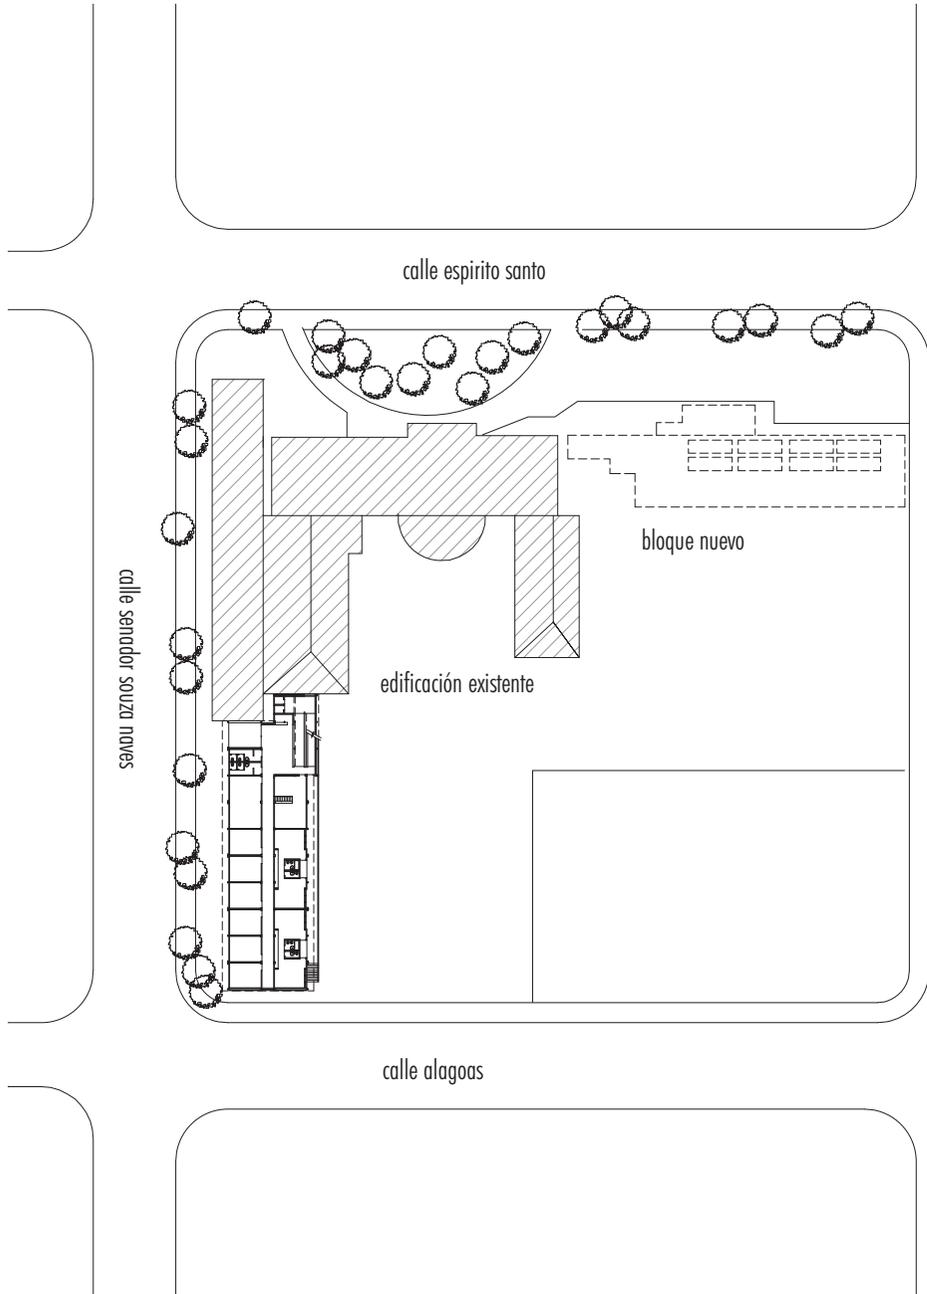 calle espirito santo
bloque nuevo
calle senador souza naves
edificación existente
calle alagoas